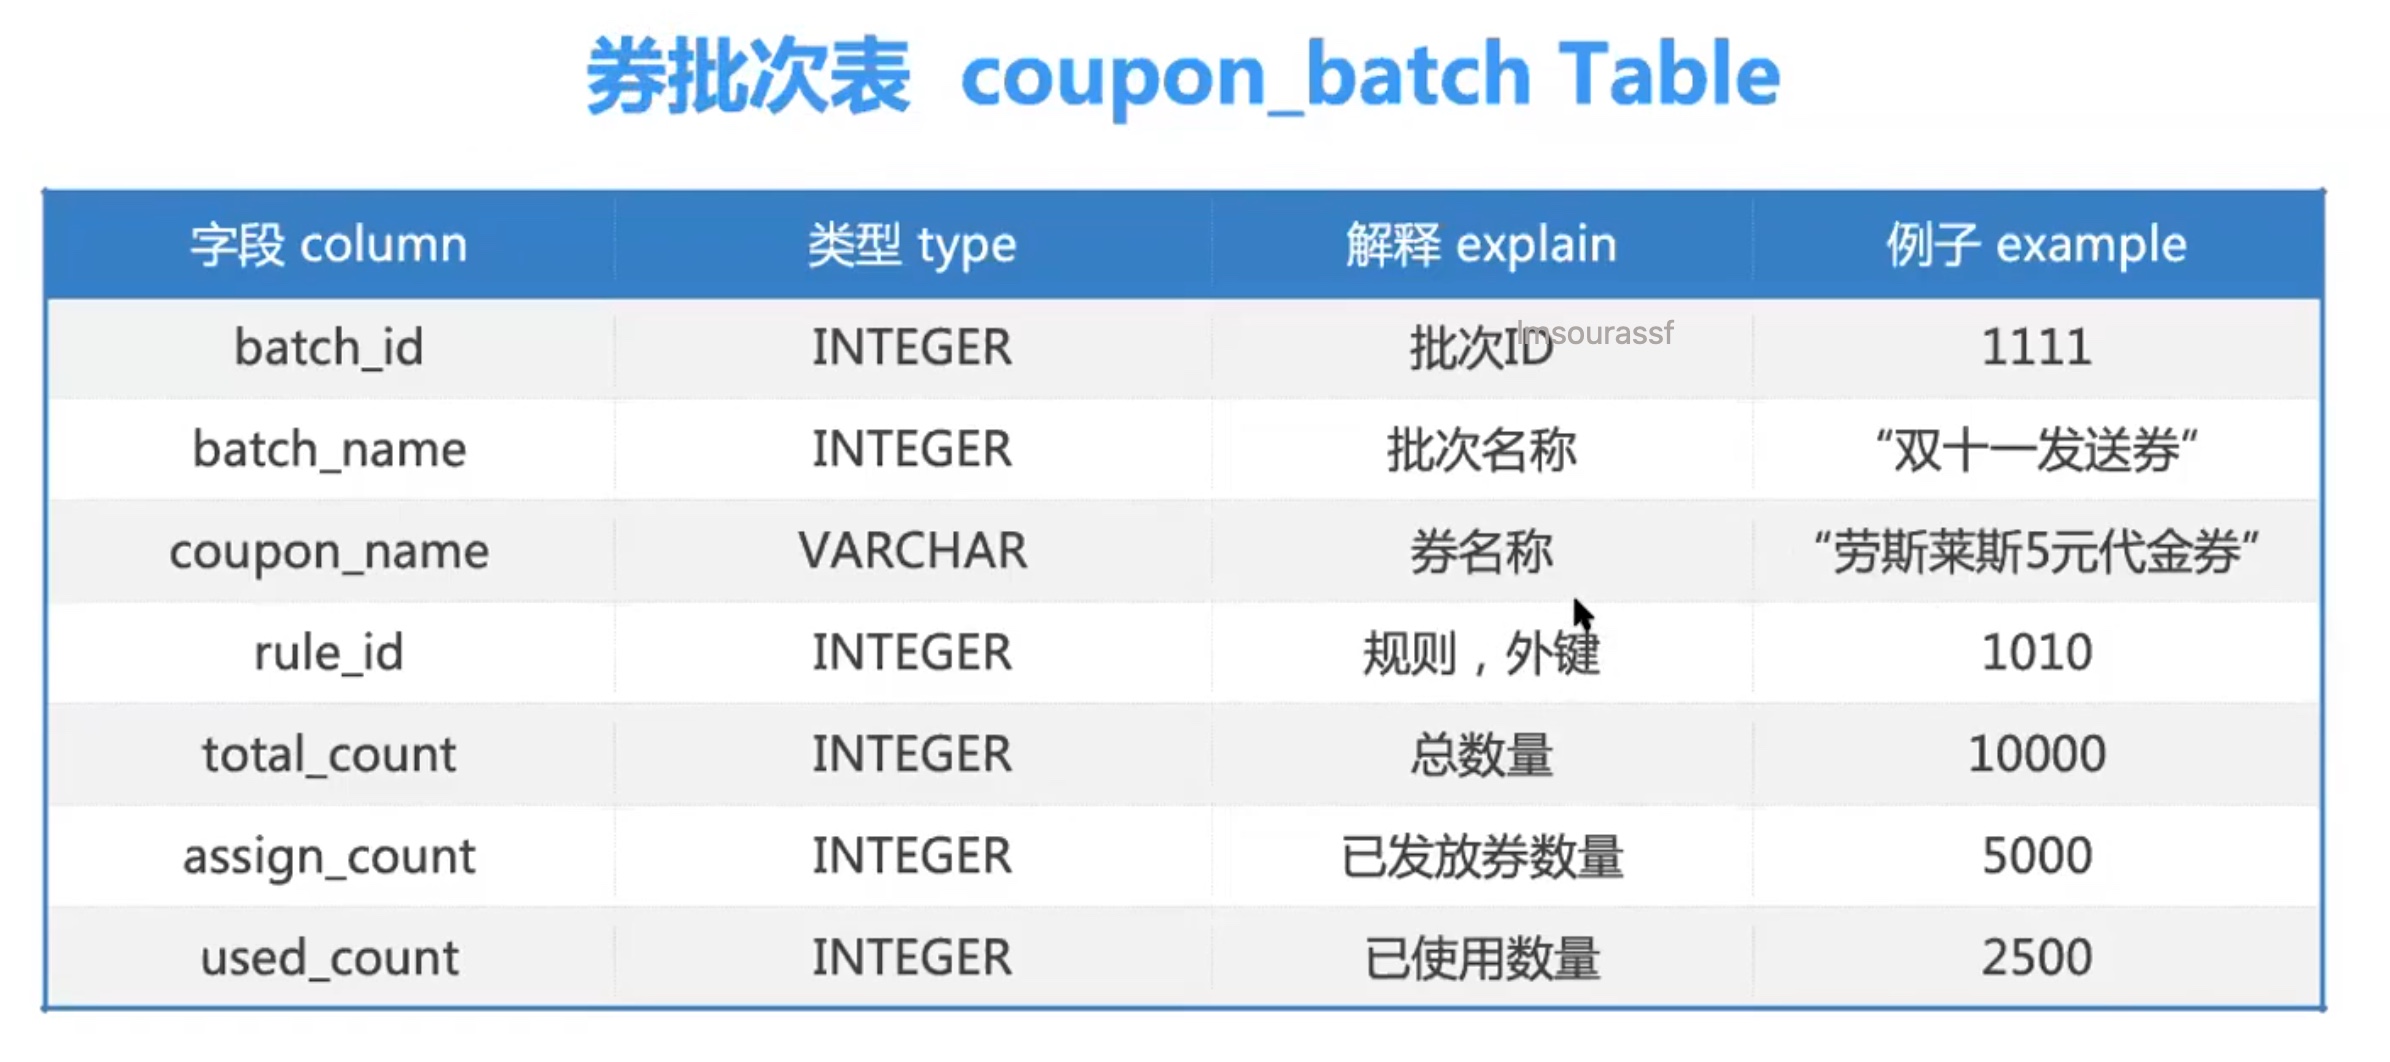 券批次表 coupon_batch Table
字段 column 类型 type 解释 explain 例子 example
batch_id INTEGER 批次ID 1111
lmsourassf
batch_name INTEGER 批次名称 “双十一发送券”
coupon_name VARCHAR 券名称 “劳斯莱斯5元代金券”
rule_id INTEGER 规则，外键 1010
total_count INTEGER 总数量 10000
assign_count INTEGER 已发放券数量 5000
used_count INTEGER 已使用数量 2500